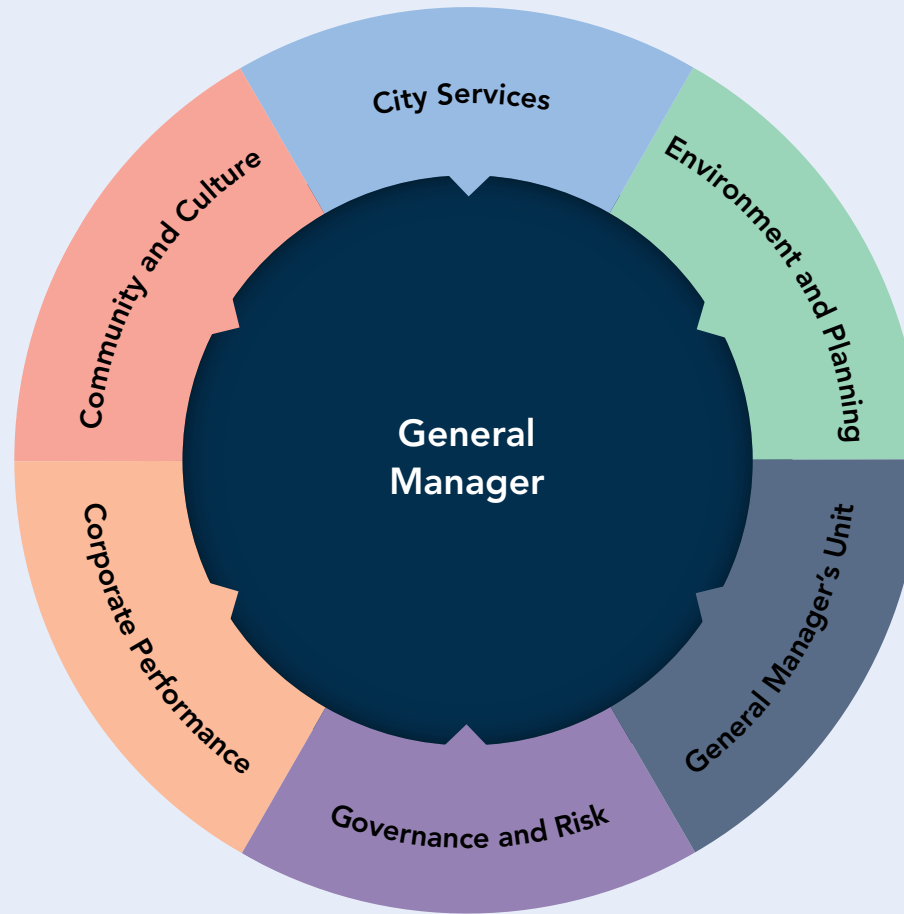 City Services
Environment and Planning
General Manager’s Unit
Governance and Risk
Corporate Performance
Community and Culture
General
Manager